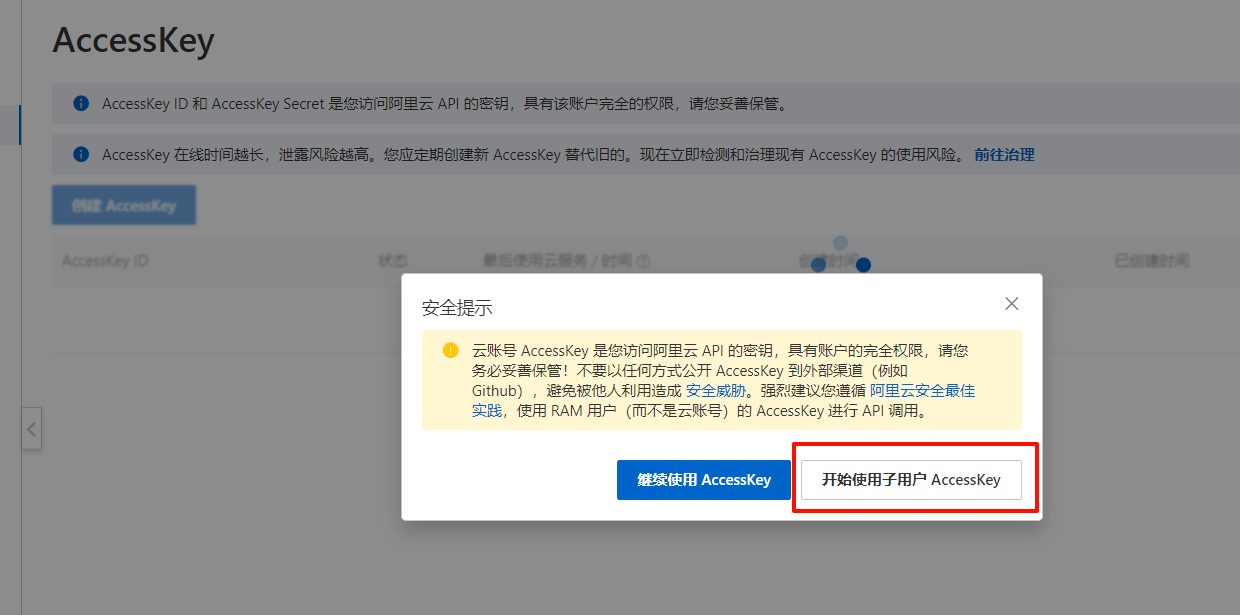 AccessKey
AccessKey ID 和 AccessKey Secret 是您访问阿里云 API 的密钥，具有该账户完全的权限，请您妥善保管。
AccessKey 在线时间越长，泄露风险越高。您应定期创建新 AccessKey 替代旧的。现在立即检测和治理现有 AccessKey 的使用风险。 前往治理
创建 AccessKey
AccessKey ID 状态 最后使用云服务 / 时间 创建时间 已创建时间
安全提示
云账号 AccessKey 是您访问阿里云 API 的密钥，具有账户的完全权限，请您
务必妥善保管！不要以任何方式公开 AccessKey 到外部渠道（例如
Github），避免被他人利用造成 安全威胁。强烈建议您遵循 阿里云安全最佳
实践，使用 RAM 用户（而不是云账号）的 AccessKey 进行 API 调用。
继续使用 AccessKey 开始使用子用户 AccessKey